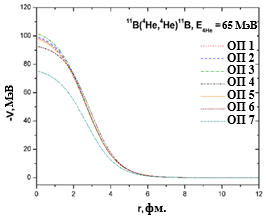 ¹¹B(⁴He,⁴He)¹¹B, E₄He = 65 МэВ
ОП 1
ОП 2
ОП 3
ОП 4
ОП 5
ОП 6
ОП 7
-V, МэВ
120
100
80
60
40
20
0
0 2 4 6 8 10 12
r, фм.